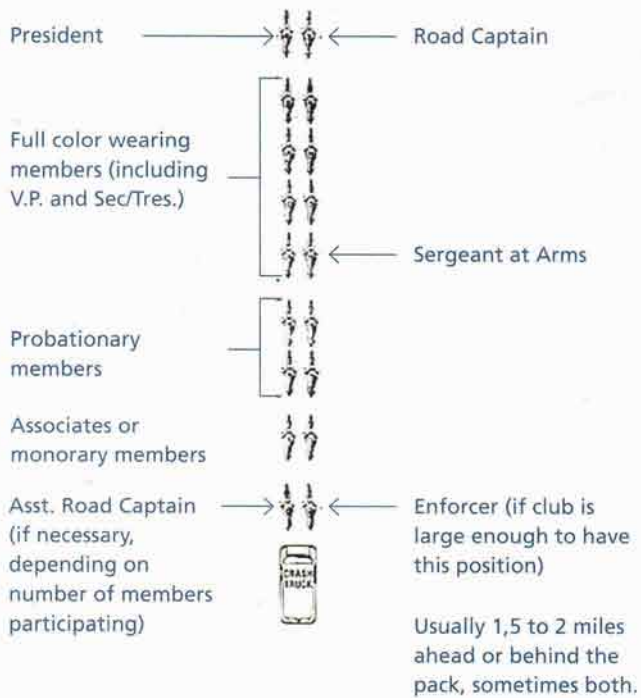 President
Road Captain
Full color wearing
members (including
V.P. and Sec/Tres.)
Sergeant at Arms
Probationary
members
Associates or
monorary members
Asst. Road Captain
(if necessary,
depending on
number of members
participating)
Enforcer (if club is
large enough to have
this position)
CRASH
TRUCK
Usually 1,5 to 2 miles
ahead or behind the
pack, sometimes both.